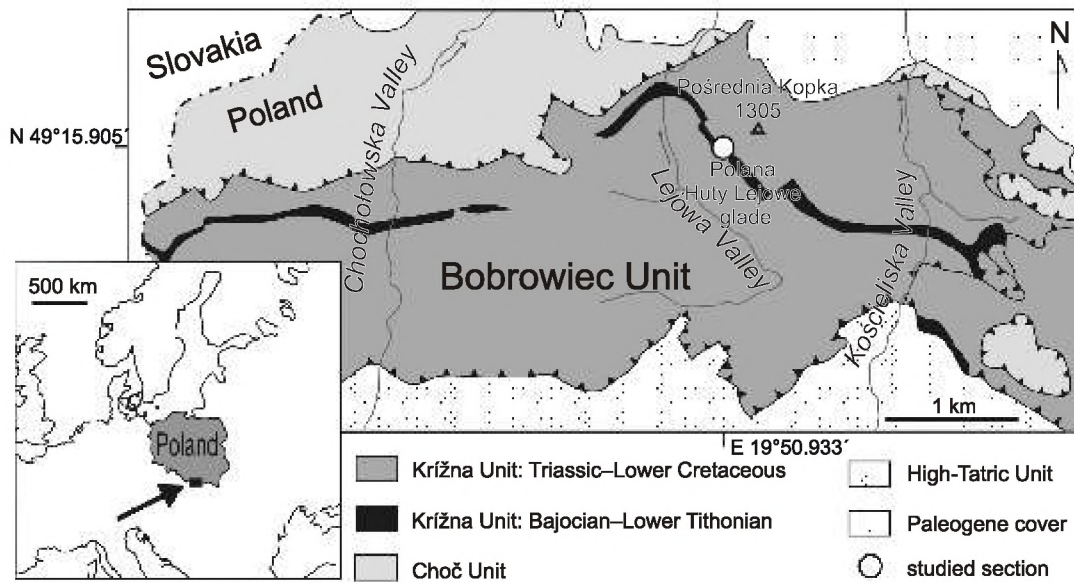 Slovakia
Poland
N
N 49°15.905´
Chochołowska Valley
Pośrednia Kopka
1305
Polana
Huty Lejowe
glade
Lejowa Valley
Kościeliska Valley
Bobrowiec Unit
1 km
E 19°50.933´
500 km
Poland
Krížna Unit: Triassic–Lower Cretaceous
Krížna Unit: Bajocian–Lower Tithonian
Choč Unit
High-Tatric Unit
Paleogene cover
studied section